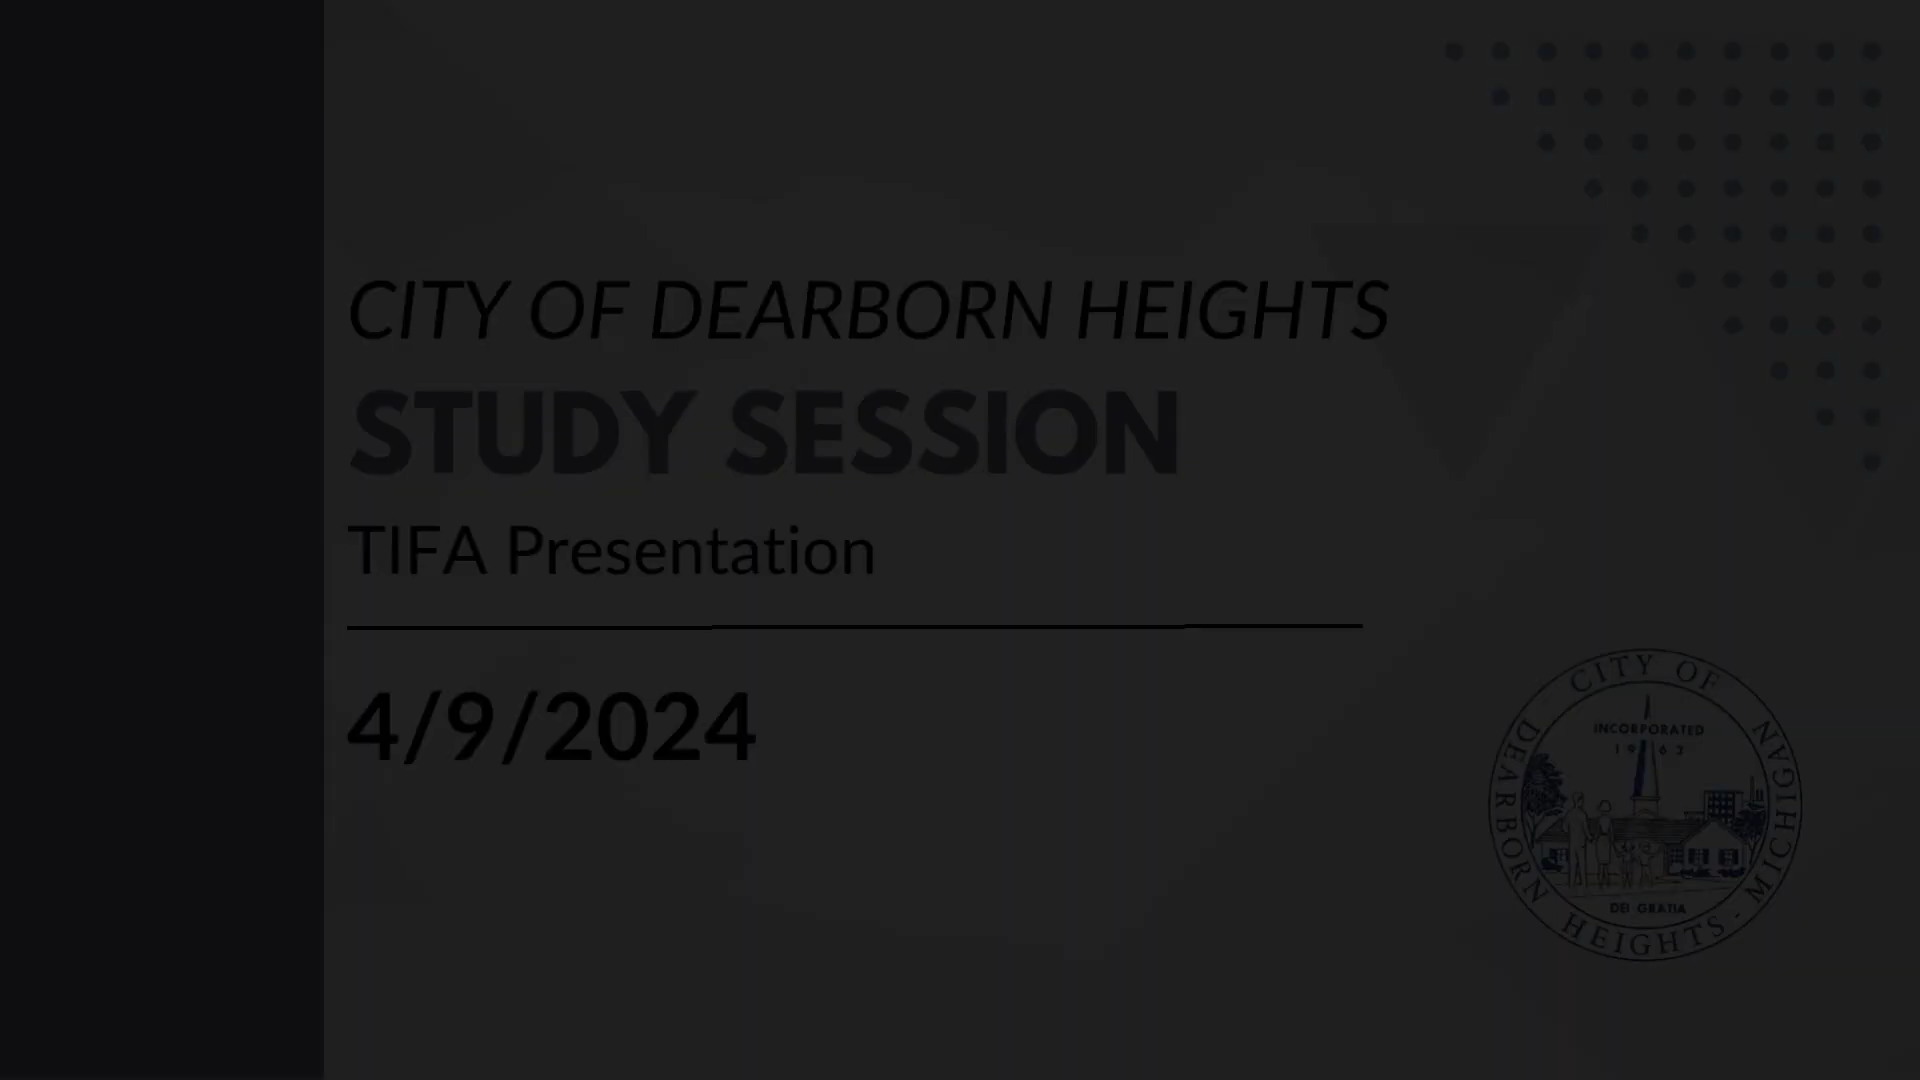 CITY OF DEARBORN HEIGHTS
STUDY SESSION
TIFA Presentation
4/9/2024
CITY OF DEARBORN HEIGHTS - MICHIGAN
INCORPORATED
1963
DEI GRATIA